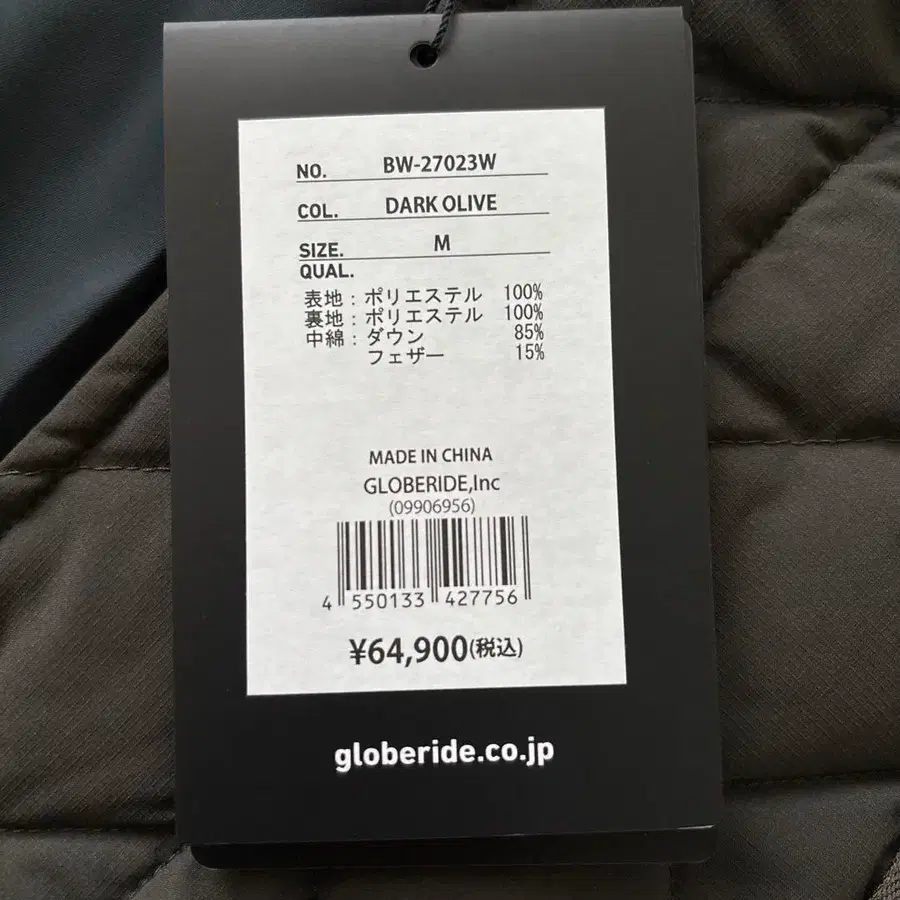 NO. BW-27023W
COL. DARK OLIVE
SIZE. M
QUAL.
表地：ポリエステル 100%
裏地：ポリエステル 100%
中綿：ダウン 85%
フェザー 15%
MADE IN CHINA
GLOBERIDE,Inc
(09906956)
4 550133 427756
¥64,900(税込)
globeride.co.jp